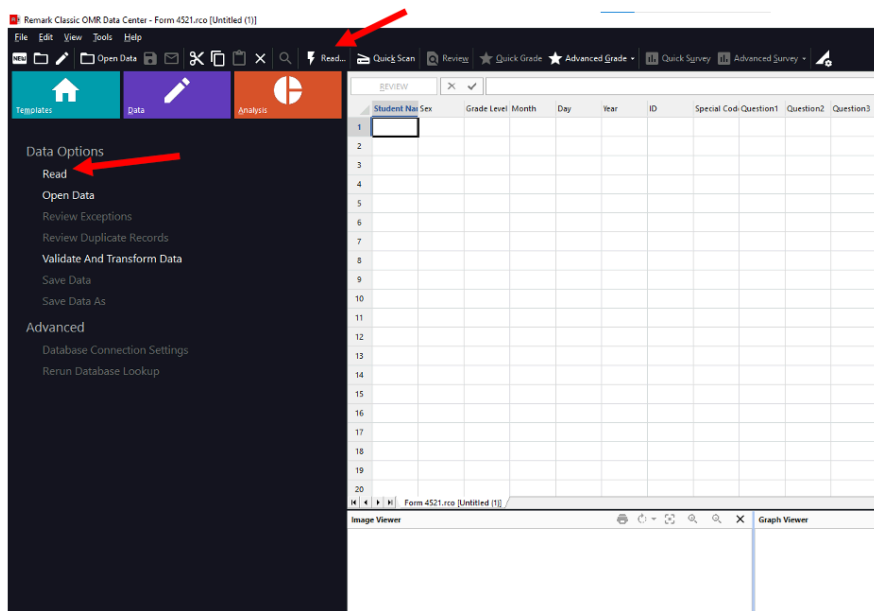 Remark Classic OMR Data Center - Form 4521.rco [Untitled (1)]
File Edit View Tools Help
NEW Open Data Read... Quick Scan Review Quick Grade Advanced Grade Quick Survey Advanced Survey
Templates Data Analysis
REVIEW
Student Nai Sex Grade Level Month Day Year ID Special Cod Question1 Question2 Question3
1
2
3
4
5
6
7
8
9
10
11
12
13
14
15
16
17
18
19
20
Data Options
Read
Open Data
Review Exceptions
Review Duplicate Records
Validate And Transform Data
Save Data
Save Data As
Advanced
Database Connection Settings
Rerun Database Lookup
Form 4521.rco [Untitled (1)]
Image Viewer Graph Viewer